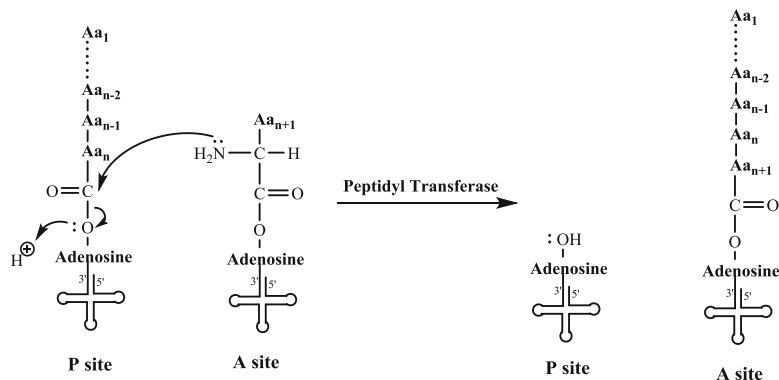 Aa1
Aan-2
Aan-1
Aan
O=C
:O
H⊕
Adenosine
3' 5'
P site
Aan+1
H2N̈–C–H
C=O
O
Adenosine
3' 5'
A site
Peptidyl Transferase
:OH
Adenosine
3' 5'
P site
Aa1
Aan-2
Aan-1
Aan
Aan+1
C=O
O
Adenosine
3' 5'
A site